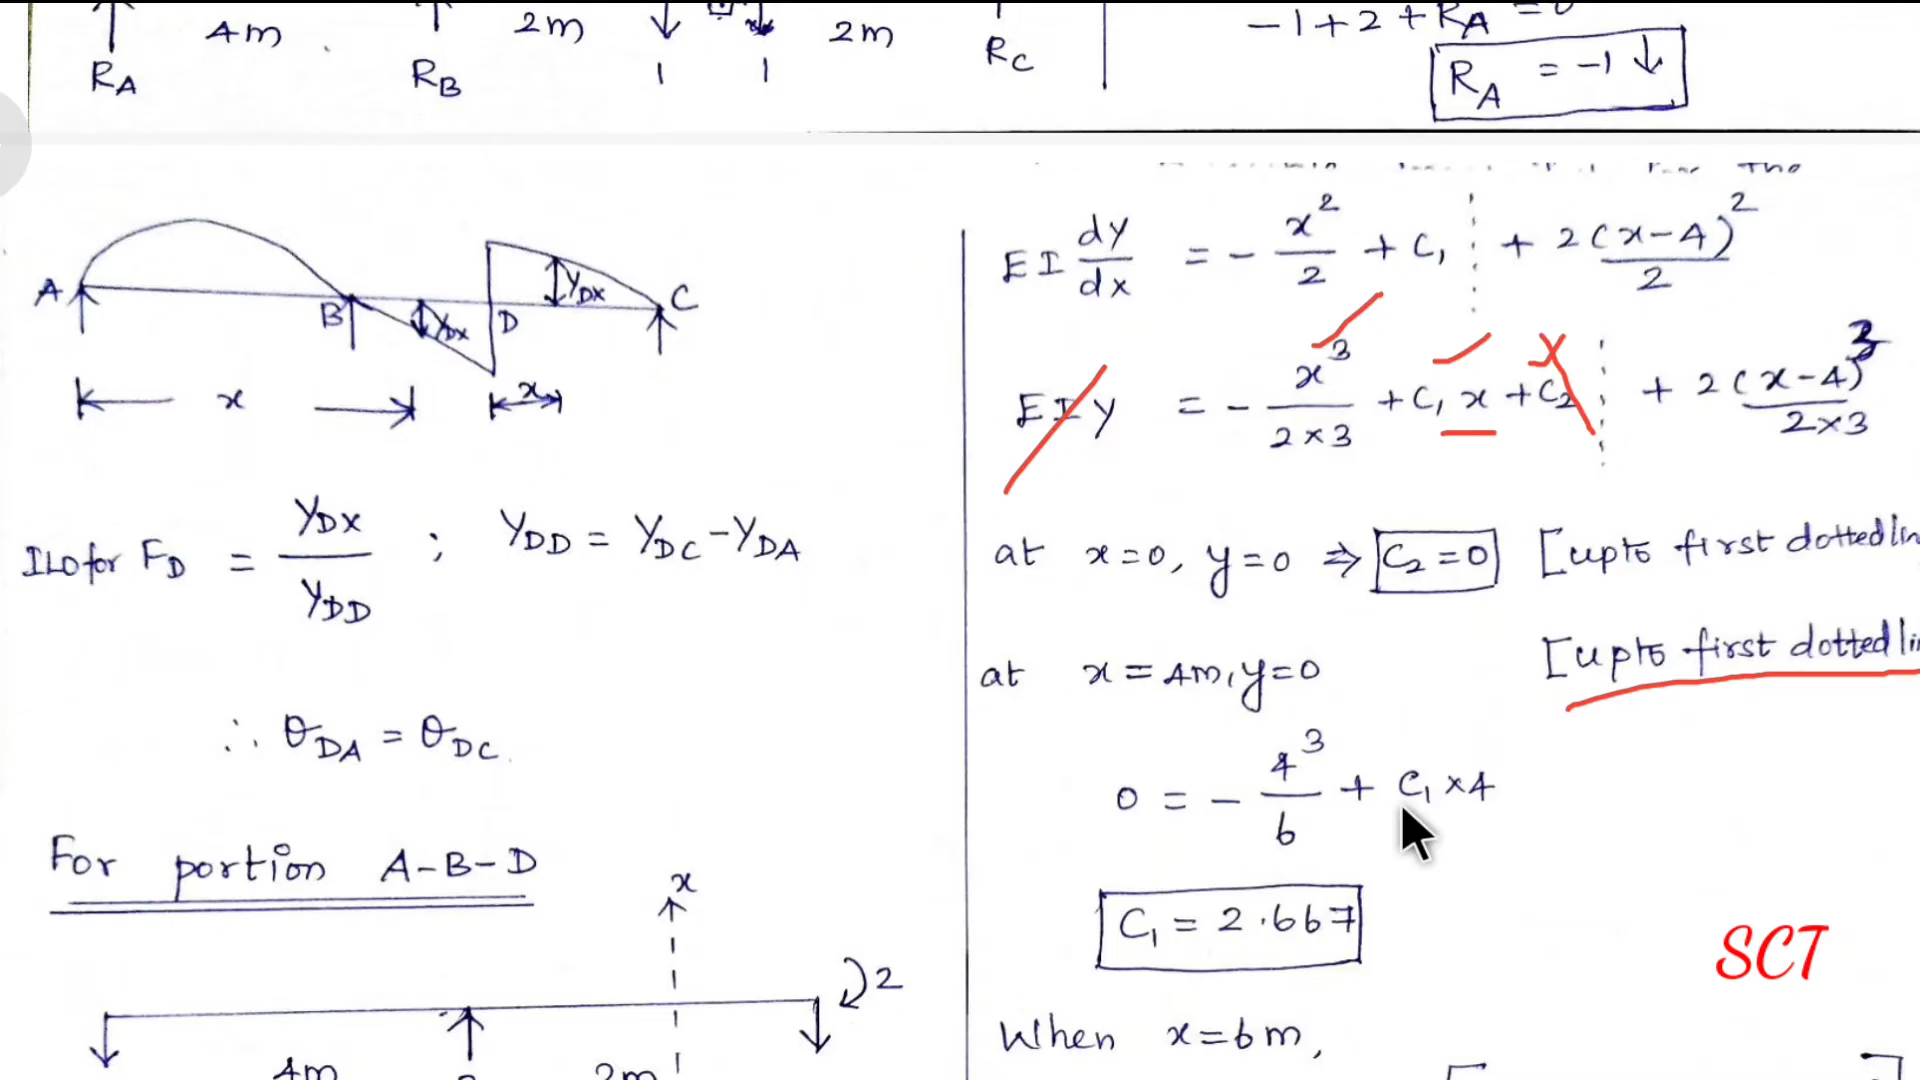 4m 2m 2m
RA RB 1 1 RC
-1+2+RA = 0
RA = -1 ↓
A B YDX D YDX C
x x
ILD for FD = YDX / YDD ; YDD = YDC - YDA
∴ θDA = θDC
For portion A-B-D
x
2
4m 2m
the
EI dy/dx = - x²/2 + C₁ ⋮ + 2(x-4)²/2
EIy = - x³/2×3 + C₁x + C₂ ⋮ + 2(x-4)³/2×3
at x=0, y=0 ⇒ C₂=0 [upto first dotted lin
at x=4m, y=0 [upto first dotted lin
0 = - 4³/6 + C₁×4
C₁ = 2.667
When x=6m,
SCT